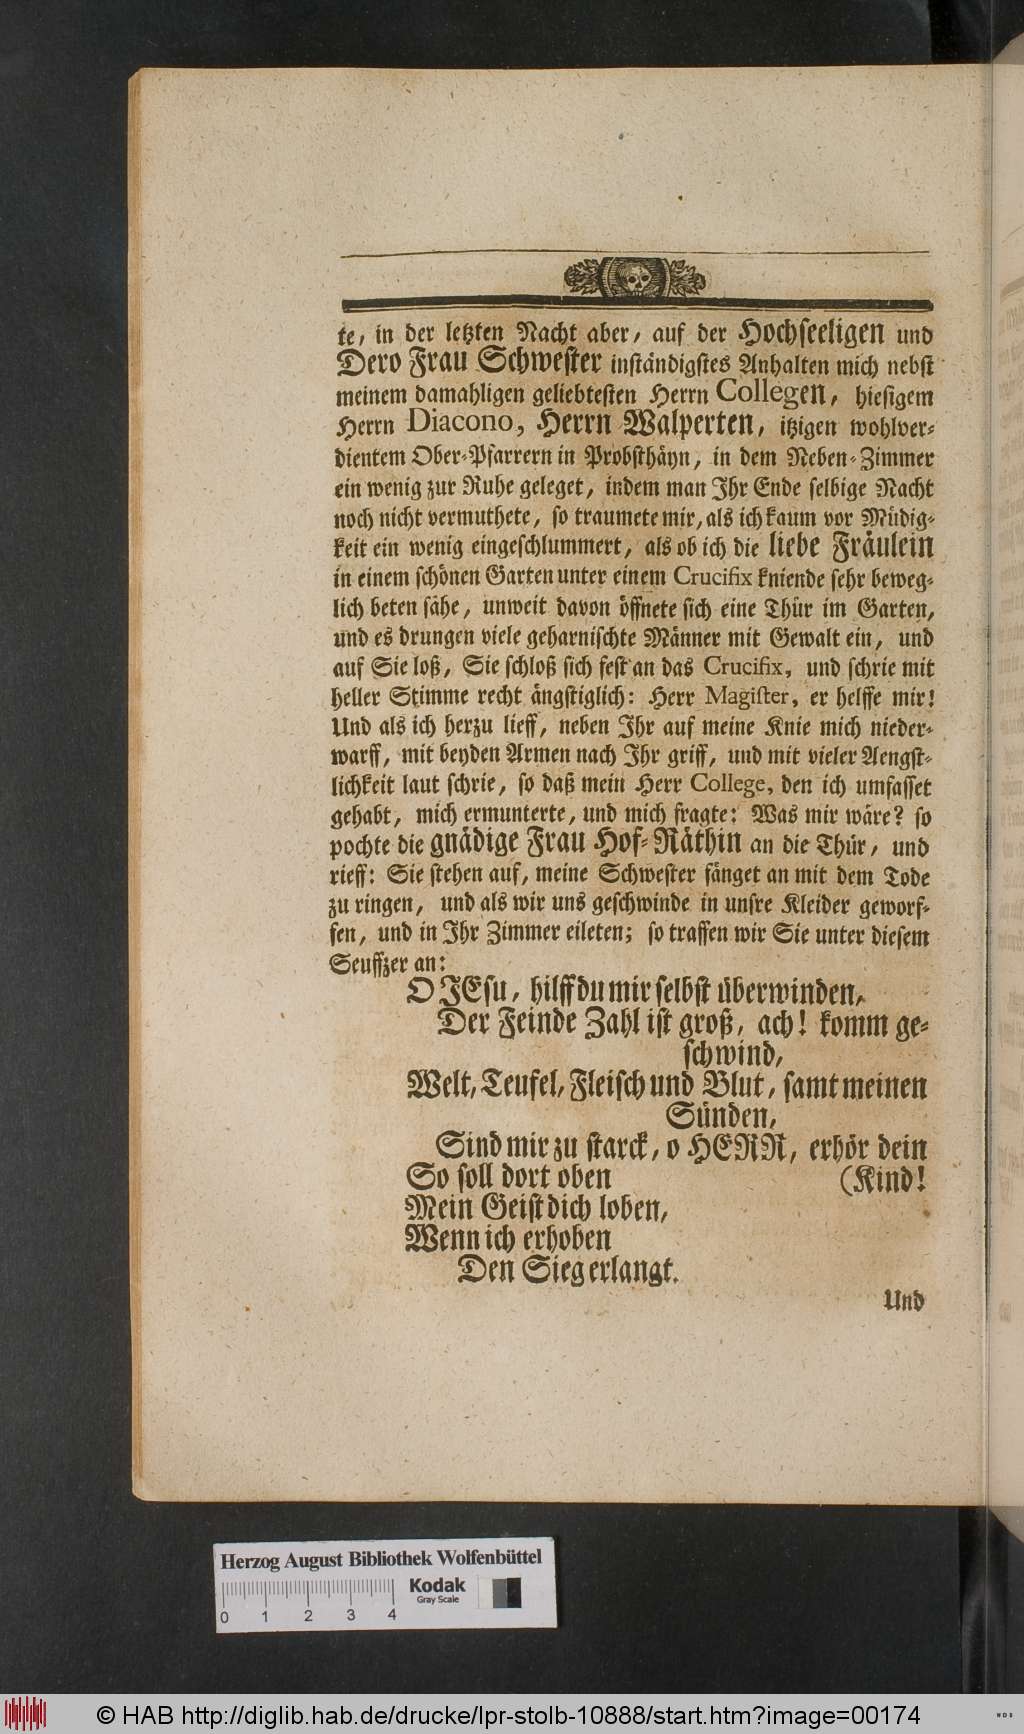 te, in der letzten Nacht aber, auf der Hochseeligen und
Dero Frau Schwester inständigstes Anhalten mich nebst
meinem damahligen geliebtesten Herrn Collegen, hiesigem
Herrn Diacono, Herrn Walperten, itzigen wohlver-
dientem Ober-Pfarrern in Probsthäyn, in dem Neben-Zimmer
ein wenig zur Ruhe geleget, indem man Ihr Ende selbige Nacht
noch nicht vermuthete, so traumete mir, als ich kaum vor Müdig-
keit ein wenig eingeschlummert, als ob ich die liebe Fräulein
in einem schönen Garten unter einem Crucifix kniende sehr beweg-
lich beten sähe, unweit davon öffnete sich eine Thür im Garten,
und es drungen viele geharnischte Männer mit Gewalt ein, und
auf Sie loß, Sie schloß sich fest an das Crucifix, und schrie mit
heller Stimme recht ängstiglich: Herr Magister, er helffe mir!
Und als ich herzu lieff, neben Ihr auf meine Knie mich nieder-
warff, mit beyden Armen nach Ihr griff, und mit vieler Aengst-
lichkeit laut schrie, so daß mein Herr College, den ich umfasset
gehabt, mich ermunterte, und mich fragte: Was mir wäre? so
pochte die gnädige Frau Hof-Räthin an die Thür, und
rieff: Sie stehen auf, meine Schwester fänget an mit dem Tode
zu ringen, und als wir uns geschwinde in unsre Kleider geworf-
fen, und in Ihr Zimmer eileten; so traffen wir Sie unter diesem
Seuffzer an:
O JEsu, hilff du mir selbst überwinden,
Der Feinde Zahl ist groß, ach! komm ge-
schwind,
Welt, Teufel, Fleisch und Blut, samt meinen
Sünden,
Sind mir zu starck, o HERR, erhör dein
So soll dort oben (Kind!
Mein Geist dich loben,
Wenn ich erhoben
Den Sieg erlangt.
Und
Herzog August Bibliothek Wolfenbüttel
Kodak
Gray Scale
0 1 2 3 4
© HAB http://diglib.hab.de/drucke/lpr-stolb-10888/start.htm?image=00174